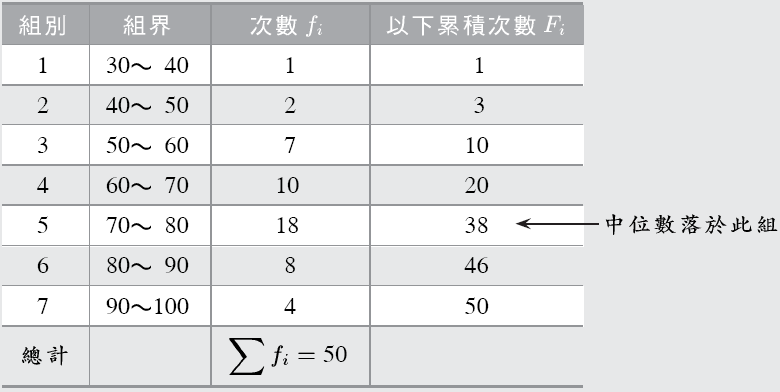 組別 組界 次數 fᵢ 以下累積次數 Fᵢ
1 30～ 40 1 1
2 40～ 50 2 3
3 50～ 60 7 10
4 60～ 70 10 20
5 70～ 80 18 38 中位數落於此組
6 80～ 90 8 46
7 90～100 4 50
總計 ∑ fᵢ = 50